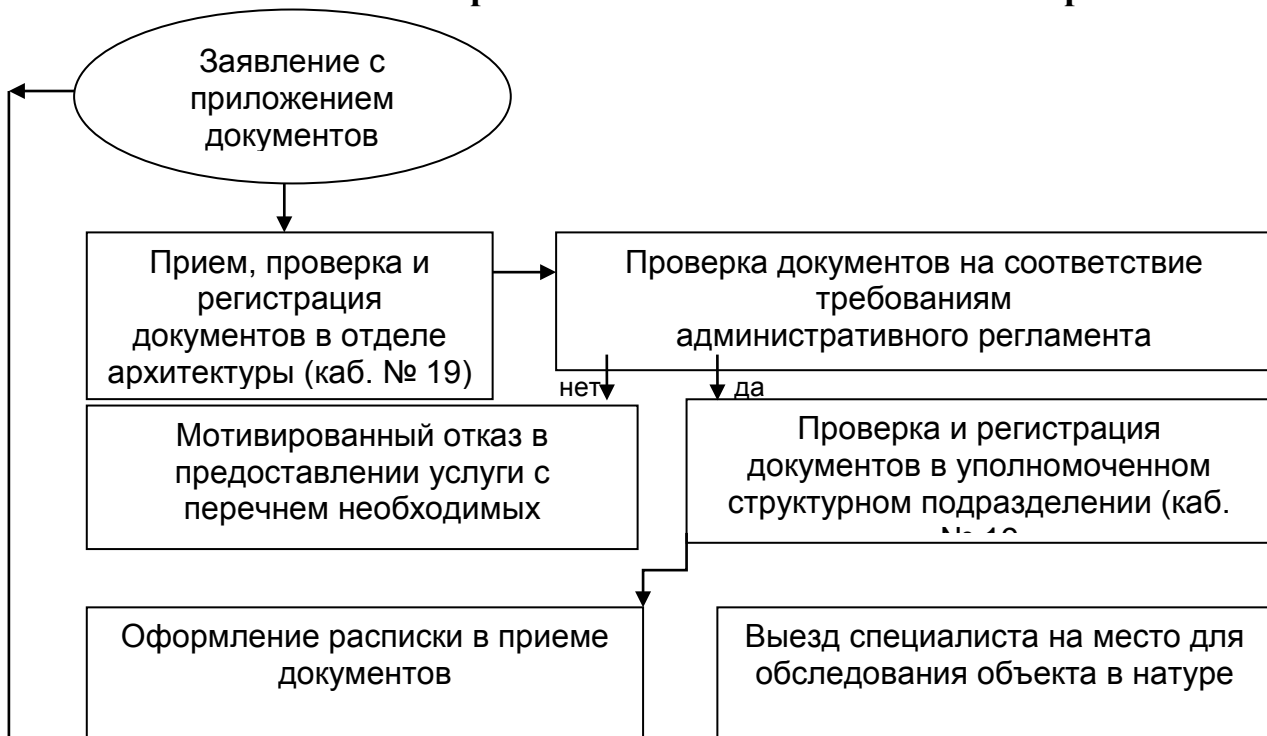 Заявление с
приложением
документов
Прием, проверка и
регистрация
документов в отделе
архитектуры (каб. № 19)
Проверка документов на соответствие
требованиям
административного регламента
нет
да
Мотивированный отказ в
предоставлении услуги с
перечнем необходимых
Проверка и регистрация
документов в уполномоченном
структурном подразделении (каб.
Оформление расписки в приеме
документов
Выезд специалиста на место для
обследования объекта в натуре